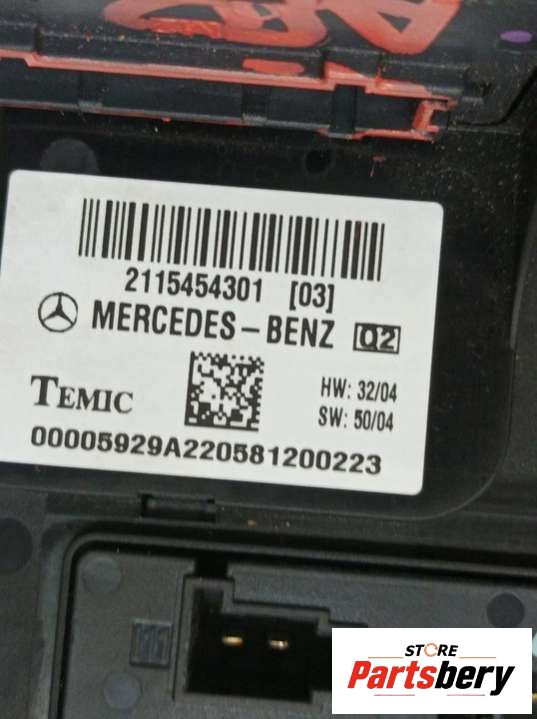 2115454301 [03]
MERCEDES-BENZ Q2
TEMIC
HW: 32/04
SW: 50/04
00005929A220581200223
STORE
Partsbery